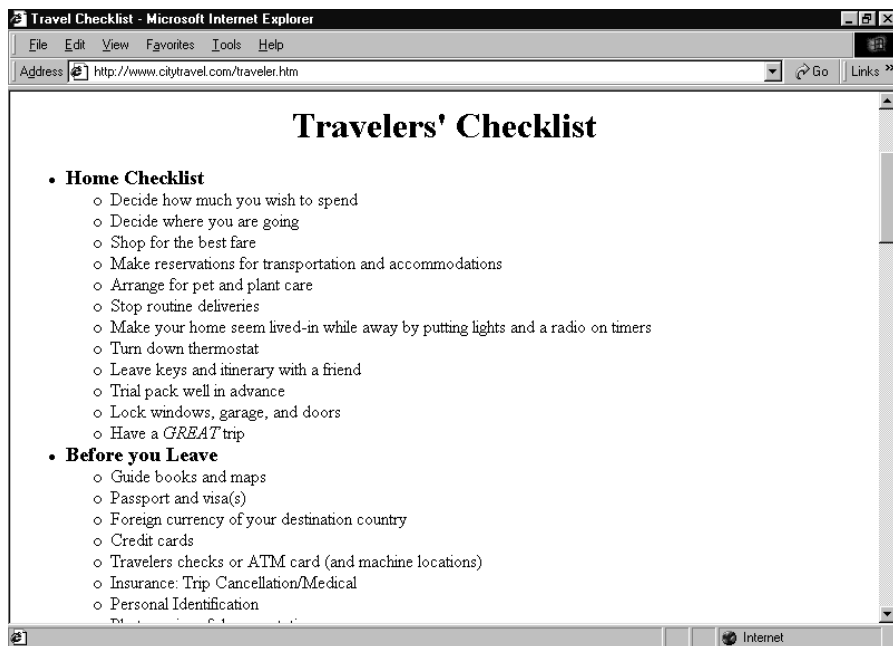 Travel Checklist - Microsoft Internet Explorer
File Edit View Favorites Tools Help
Address http://www.citytravel.com/traveler.htm Go Links »
Travelers' Checklist
• Home Checklist
o Decide how much you wish to spend
o Decide where you are going
o Shop for the best fare
o Make reservations for transportation and accommodations
o Arrange for pet and plant care
o Stop routine deliveries
o Make your home seem lived-in while away by putting lights and a radio on timers
o Turn down thermostat
o Leave keys and itinerary with a friend
o Trial pack well in advance
o Lock windows, garage, and doors
o Have a GREAT trip
• Before you Leave
o Guide books and maps
o Passport and visa(s)
o Foreign currency of your destination country
o Credit cards
o Travelers checks or ATM card (and machine locations)
o Insurance: Trip Cancellation/Medical
o Personal Identification
Internet